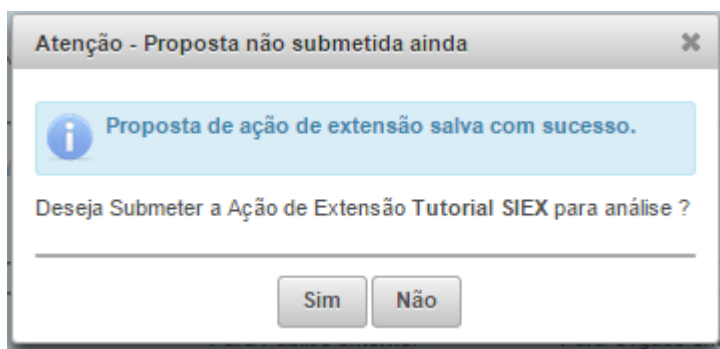 Atenção - Proposta não submetida ainda
Proposta de ação de extensão salva com sucesso.
Deseja Submeter a Ação de Extensão Tutorial SIEX para análise ?
Sim Não